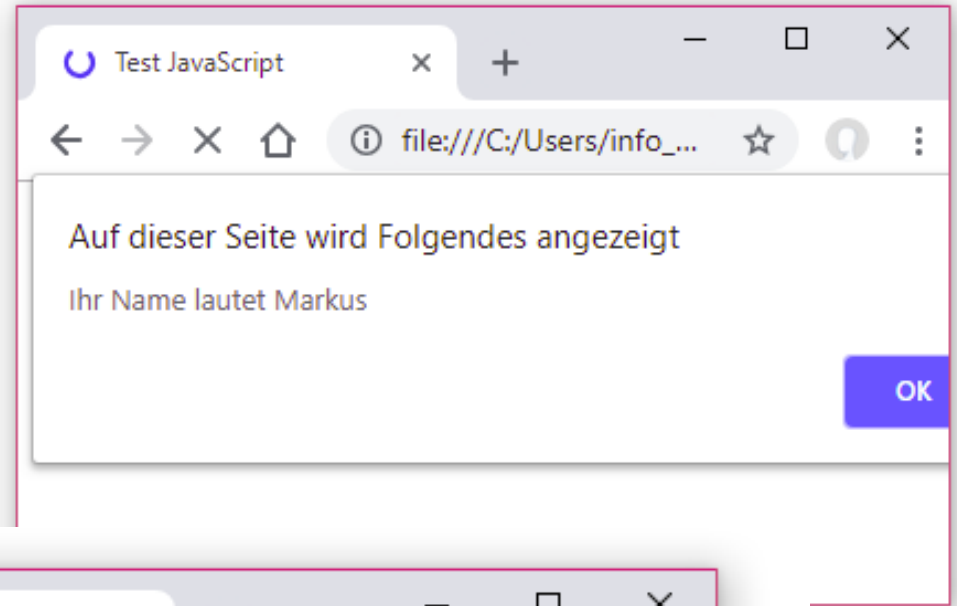 Test JavaScript
file:///C:/Users/info_...
Auf dieser Seite wird Folgendes angezeigt
Ihr Name lautet Markus
OK